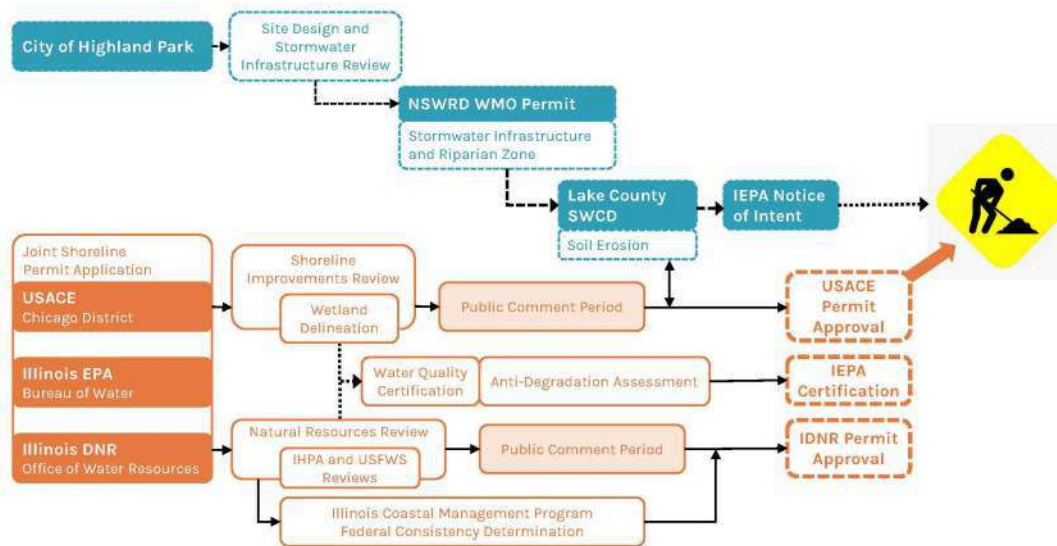 City of Highland Park
Site Design and
Stormwater
Infrastructure Review
NSWRD WMO Permit
Stormwater Infrastructure
and Riparian Zone
Lake County
SWCD
Soil Erosion
IEPA Notice
of Intent
Joint Shoreline
Permit Application
USACE
Chicago District
Illinois EPA
Bureau of Water
Illinois DNR
Office of Water Resources
Shoreline
Improvements Review
Wetland
Delineation
Public Comment Period
USACE
Permit
Approval
Water Quality
Certification
Anti-Degradation Assessment
IEPA
Certification
Natural Resources Review
IHPA and USFWS
Reviews
Public Comment Period
IDNR Permit
Approval
Illinois Coastal Management Program
Federal Consistency Determination